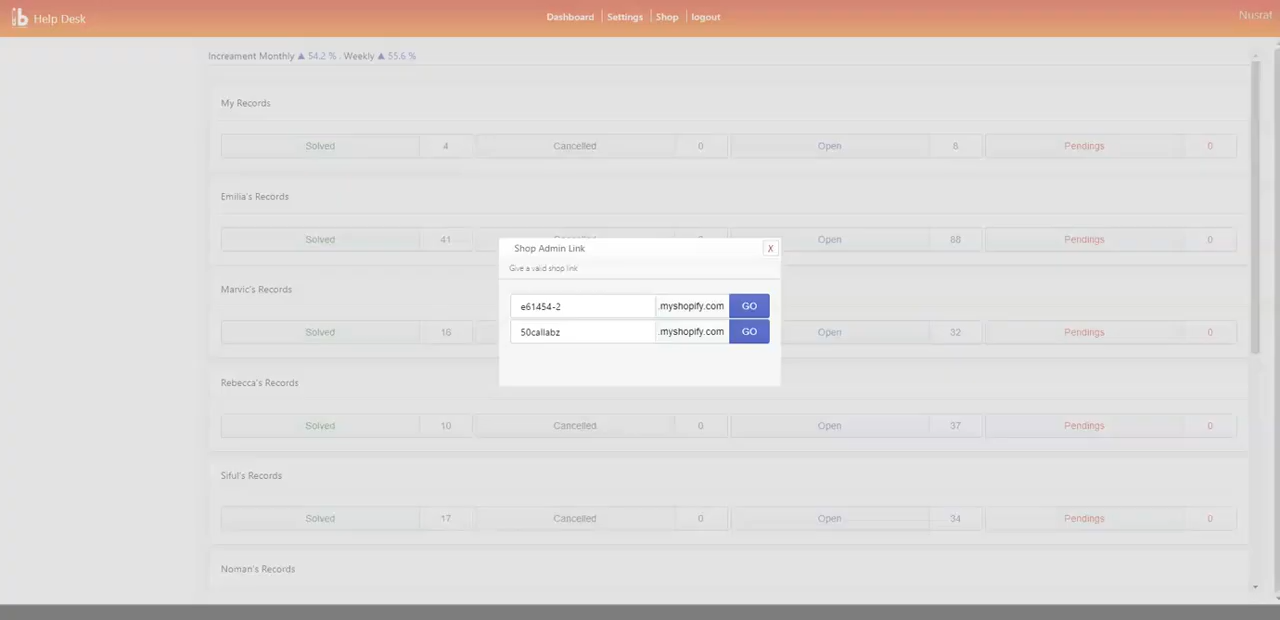 Help Desk
Dashboard Settings Shop logout
Nusrat
Increament Monthly ▲ 54.2 % . Weekly ▲ 55.6 %
My Records
Solved 4 Cancelled 0 Open 6 Pendings 0
Emilia's Records
Solved 41 Open 88 Pendings 0
Shop Admin Link X
Give a valid shop link
Marvic's Records
e61454-2 .myshopify.com GO
Solved 16 Open 32 Pendings 0
50callabz .myshopify.com GO
Rebecca's Records
Solved 10 Cancelled 0 Open 37 Pendings 0
Siful's Records
Solved 17 Cancelled 0 Open 34 Pendings 0
Noman's Records